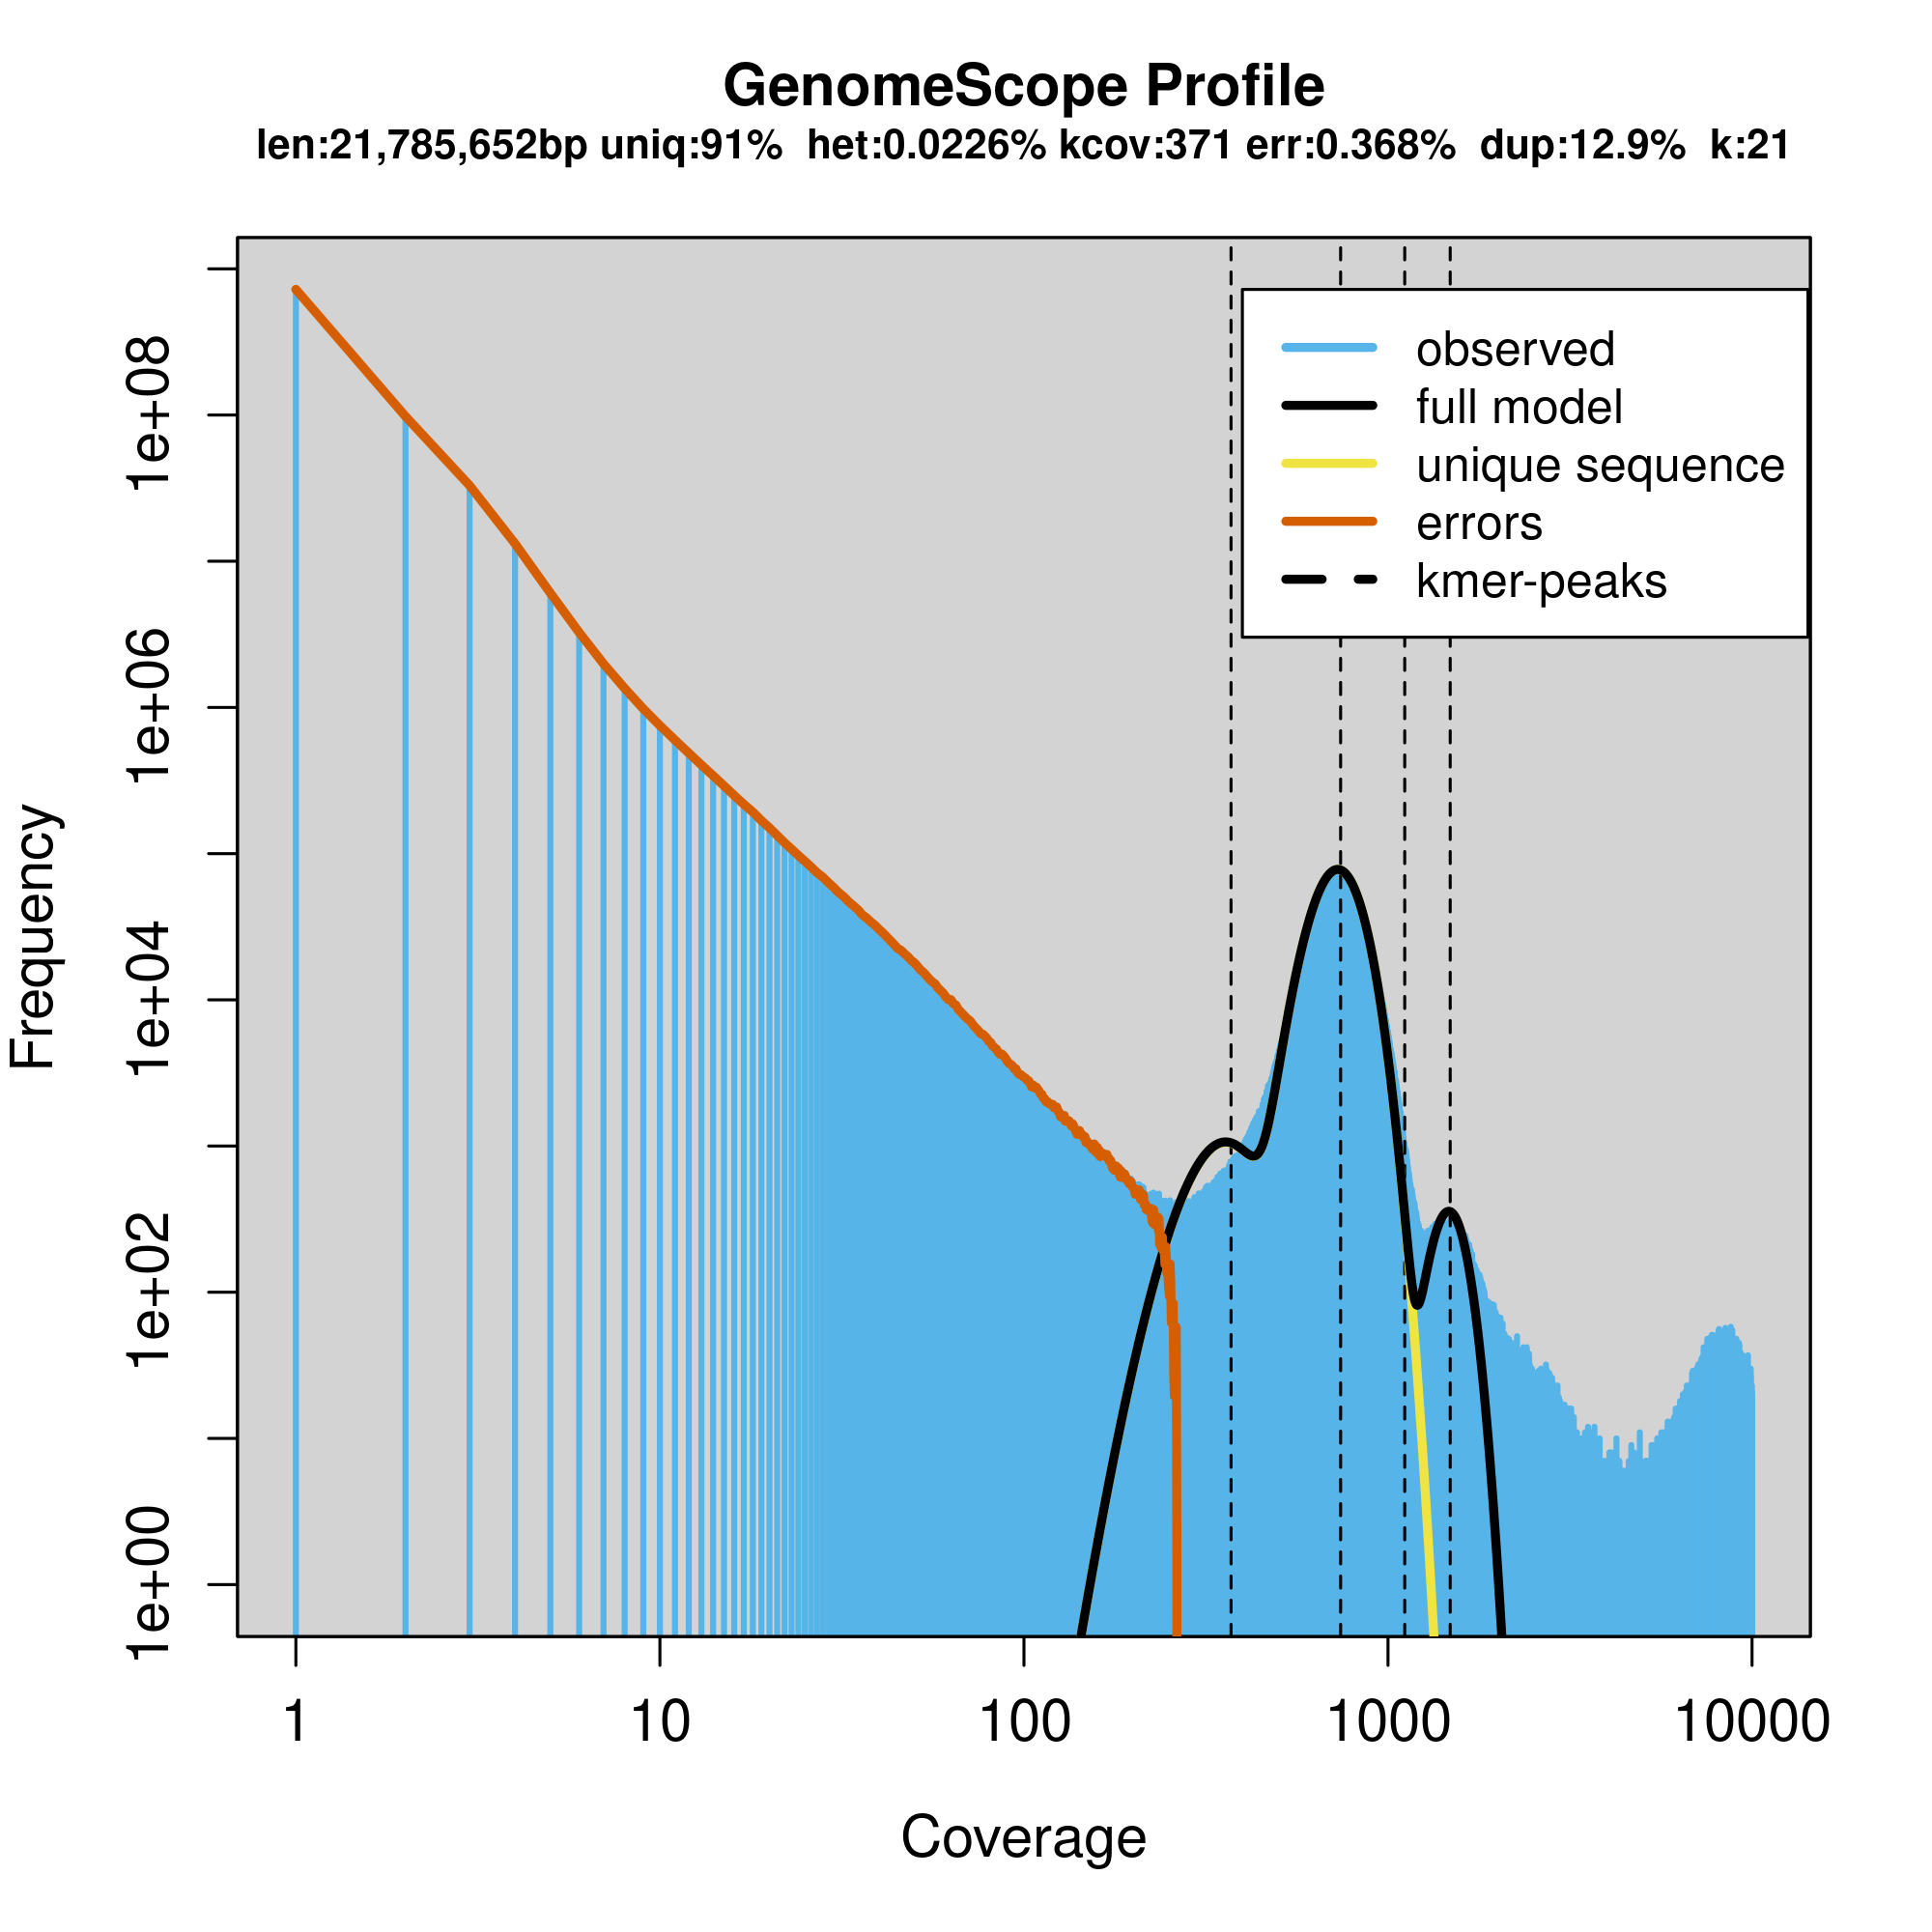 GenomeScope Profile
len:21,785,652bp uniq:91% het:0.0226% kcov:371 err:0.368% dup:12.9% k:21
observed
full model
unique sequence
errors
kmer-peaks
Frequency
1e+08
1e+06
1e+04
1e+02
1e+00
1 10 100 1000 10000
Coverage